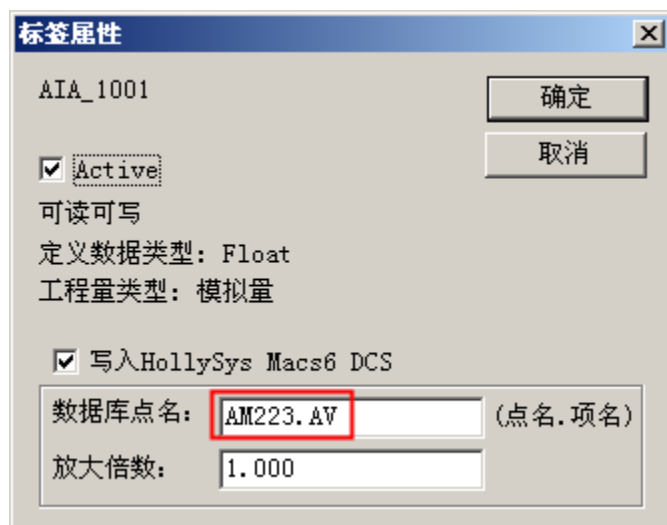 标签属性
AIA_1001
确定
取消
Active
可读可写
定义数据类型: Float
工程量类型: 模拟量
写入HollySys Macs6 DCS
数据库点名: AM223.AV (点名.项名)
放大倍数: 1.000